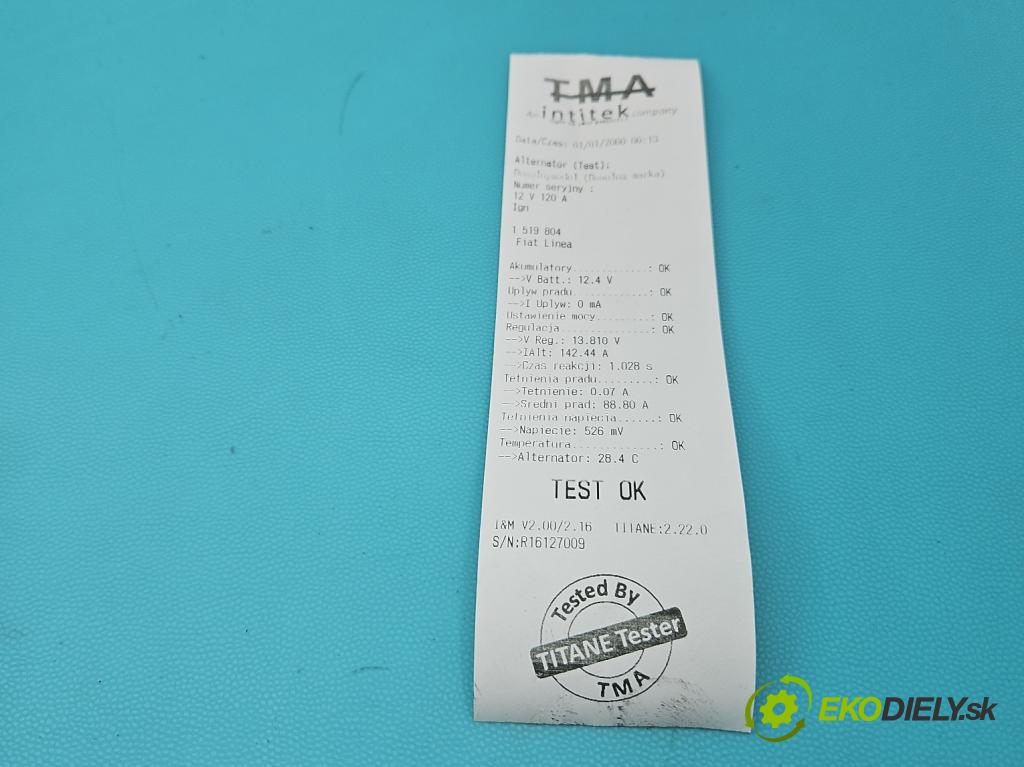 TMA
An intitek company
Data/Czas: 01/01/2000 00:13
Alternator (Test):
(Dowolna marka)
Numer seryjny :
12 V 120 A
Ign
1 519 804
Fiat Linea
Akumulatory............: OK
-->V Batt.: 12.4 V
Uplyw pradu............: OK
-->I Uplyw: 0 mA
Ustawienie mocy........: OK
Regulacja..............: OK
-->V Reg.: 13.810 V
-->IAlt: 142.44 A
-->Czas reakcji: 1.028 s
Tetnienia pradu.........: OK
-->Tetnienie: 0.07 A
-->Sredni prad: 88.80 A
Tetnienia napiecia......: OK
-->Napiecie: 526 mV
Temperatura.............: OK
-->Alternator: 28.4 C
TEST OK
I&M V2.00/2.16 TITANE:2.22.0
S/N:R16127009
Tested By
TITANE Tester
TMA
EKODIELY.sk